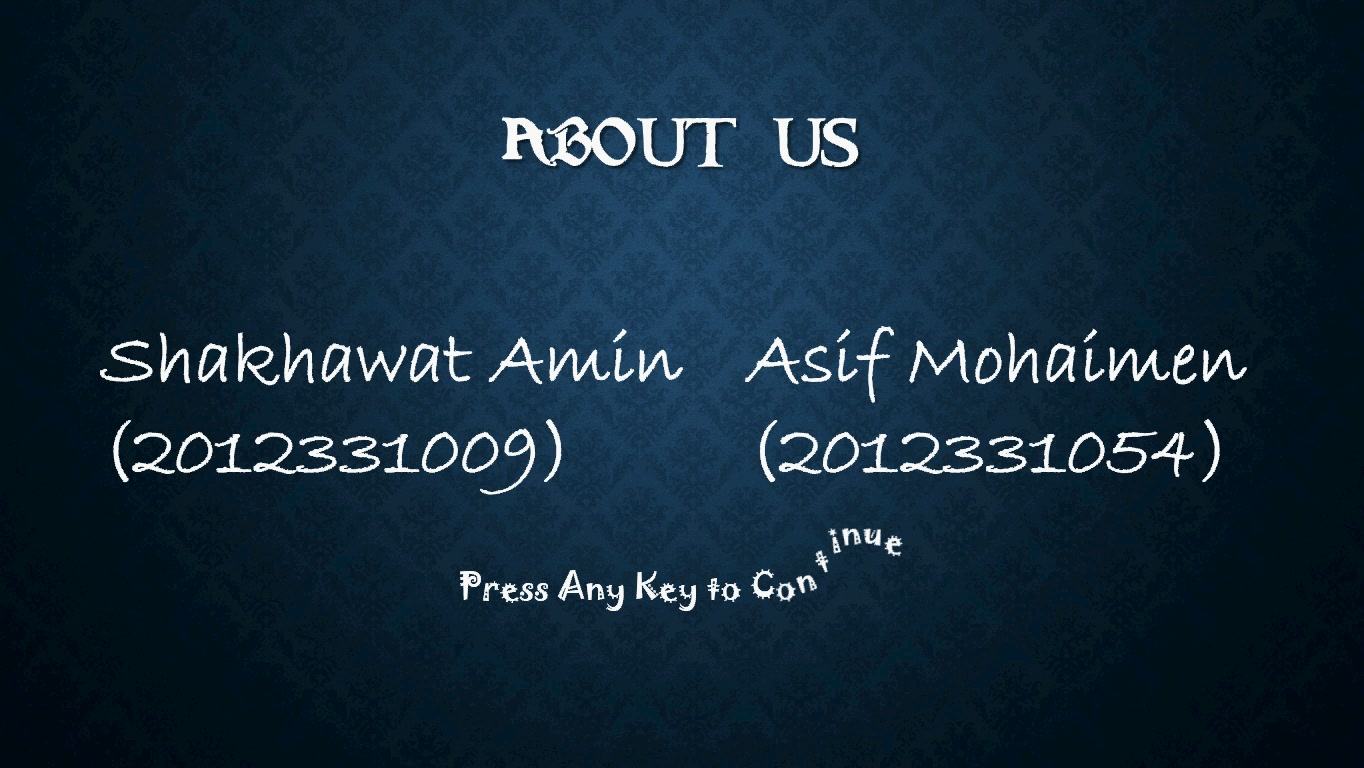 ABOUT US
Shakhawat Amin Asif Mohaimen
(2012331009) (2012331054)
Press Any Key to Continue